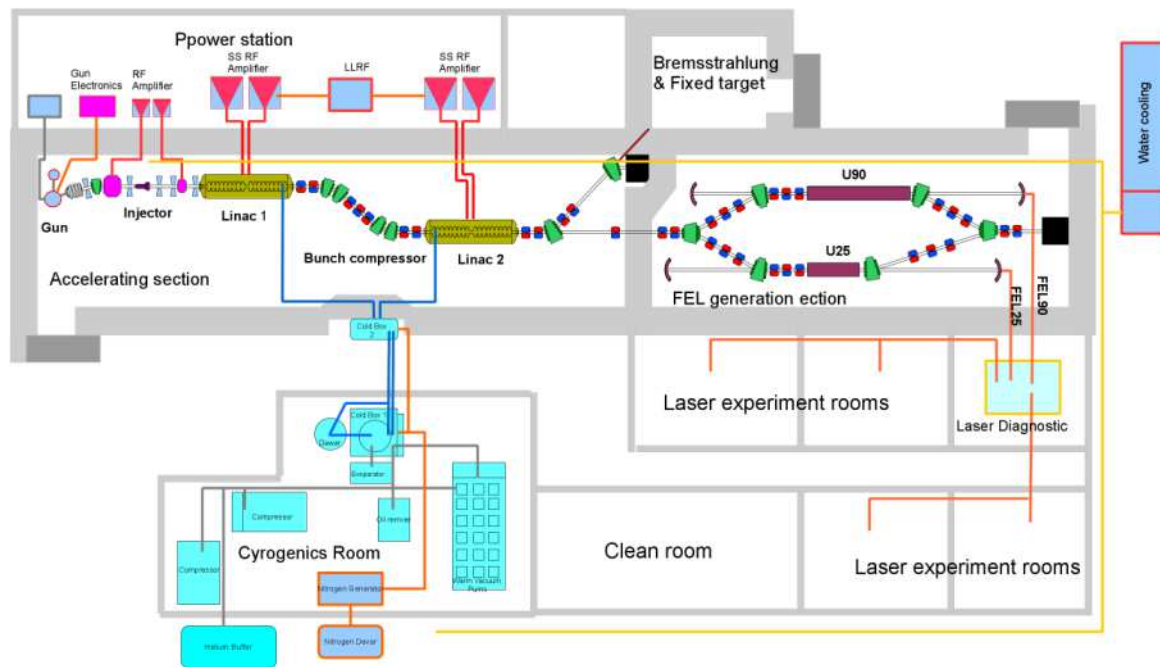 Ppower station
SS RF
Amplifier
LLRF
SS RF
Amplifier
Gun
Electronics
RF
Amplifier
Bremsstrahlung
& Fixed target
Water cooling
Gun
Injector
Linac 1
Bunch compressor
Linac 2
U90
U25
Accelerating section
FEL generation ection
FEL25
FEL90
Cold Box
2
Laser experiment rooms
Laser Diagnostic
Cold Box 1
Dewar
Evaporator
Compressor
Oil remover
Cyrogenics Room
Clean room
Laser experiment rooms
Compressor
Nitrogen Generator
Warm Vacuum
Pums
Helium Buffer
Nitrogen Dewar